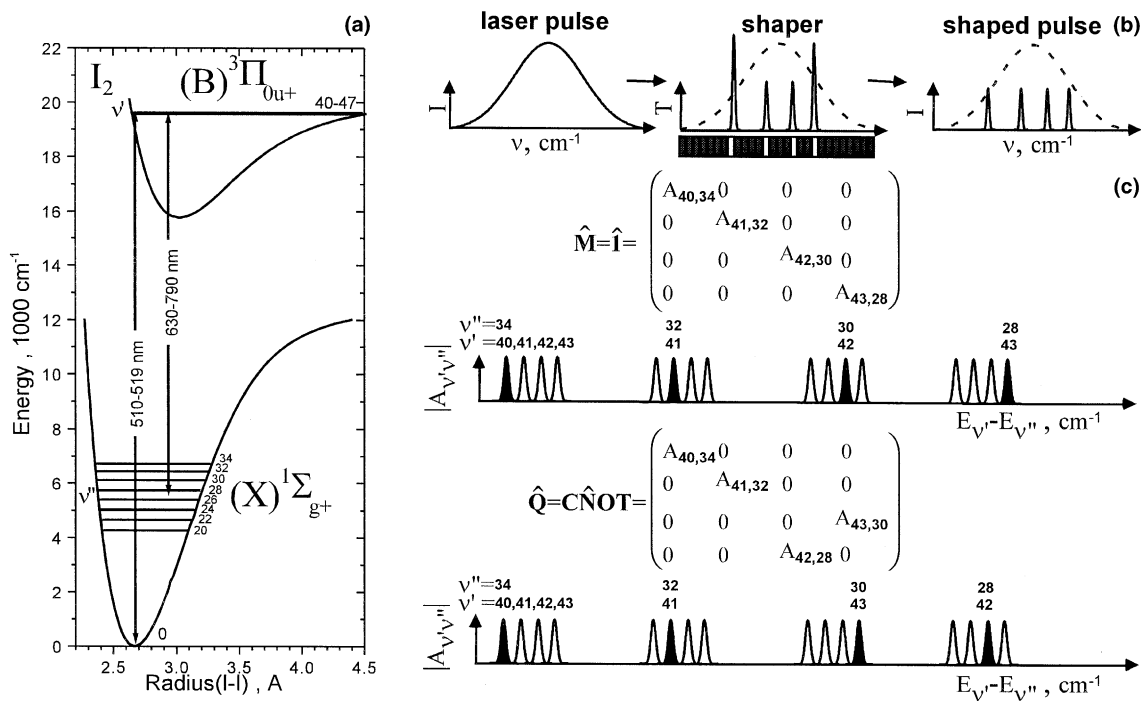 (a)
I₂
(B)³Π0u+
ν'
40-47
22
20
18
16
14
12
10
8
6
4
2
0
Energy , 1000 cm⁻¹
510-519 nm
630-790 nm
ν''
34
32
30
28
26
24
22
20
(X)¹Σg+
0
2.5 3.0 3.5 4.0 4.5
Radius(I-I) , A
laser pulse shaper shaped pulse (b)
I T I
ν, cm⁻¹ ν, cm⁻¹
(c)
M̂=1̂=
A40,34 0 0 0
0 A41,32 0 0
0 0 A42,30 0
0 0 0 A43,28
ν''=34 32 30 28
ν'= 40,41,42,43 41 42 43
|Aν'ν''|
Eν'-Eν'' , cm⁻¹
Q̂=CN̂OT=
A40,34 0 0 0
0 A41,32 0 0
0 0 0 A43,30
0 0 A42,28 0
ν''=34 32 30 28
ν' =40,41,42,43 41 43 42
|Aν'ν''|
Eν'-Eν'' , cm⁻¹